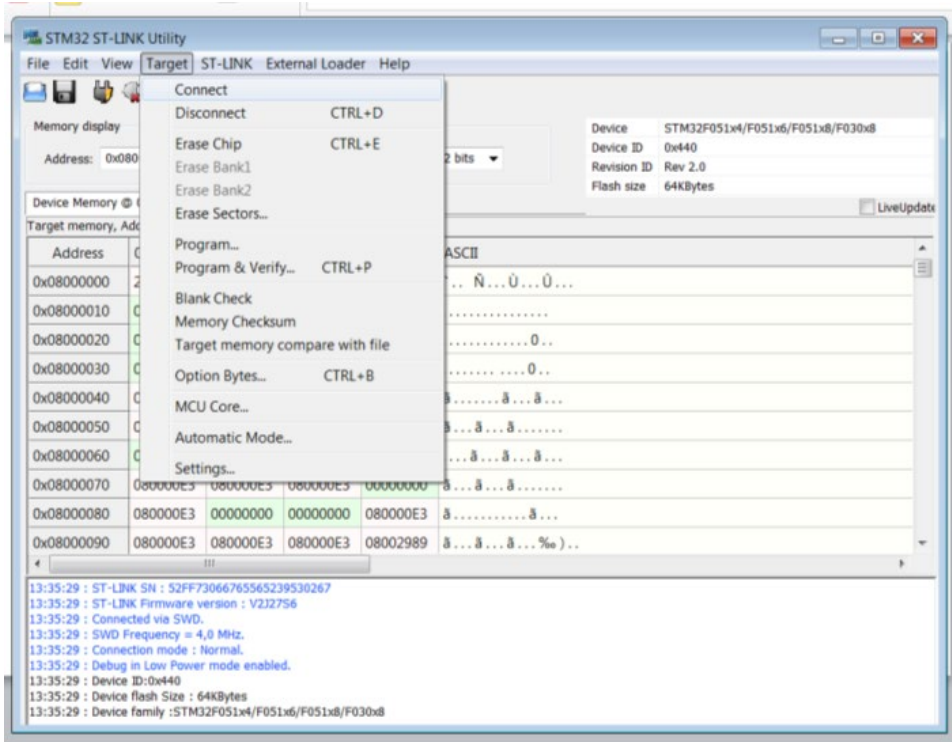 STM32 ST-LINK Utility
File Edit View Target ST-LINK External Loader Help
Connect
Disconnect CTRL+D
Erase Chip CTRL+E
Erase Bank1
Erase Bank2
Erase Sectors...
Program...
Program & Verify... CTRL+P
Blank Check
Memory Checksum
Target memory compare with file
Option Bytes... CTRL+B
MCU Core...
Automatic Mode...
Settings...
Memory display
Address: 0x080
2 bits
Device STM32F051x4/F051x6/F051x8/F030x8
Device ID 0x440
Revision ID Rev 2.0
Flash size 64KBytes
Device Memory @
LiveUpdate
Target memory, Add
Address ASCII
0x08000000 2 .. Ñ...Ù...Û...
0x08000010 ...............
0x08000020 ............0..
0x08000030 ....... ....0..
0x08000040 ã.......ã...ã...
0x08000050 ã...ã...ã.......
0x08000060 ...ã...ã...ã...
0x08000070 080000E3 080000E3 080000E3 00000000 ã...ã...ã.......
0x08000080 080000E3 00000000 00000000 080000E3 ã...........ã...
0x08000090 080000E3 080000E3 080000E3 08002989 ã...ã...ã...‰)..
13:35:29 : ST-LINK SN : 52FF73066765565239530267
13:35:29 : ST-LINK Firmware version : V2J27S6
13:35:29 : Connected via SWD.
13:35:29 : SWD Frequency = 4,0 MHz.
13:35:29 : Connection mode : Normal.
13:35:29 : Debug in Low Power mode enabled.
13:35:29 : Device ID:0x440
13:35:29 : Device flash Size : 64KBytes
13:35:29 : Device family :STM32F051x4/F051x6/F051x8/F030x8